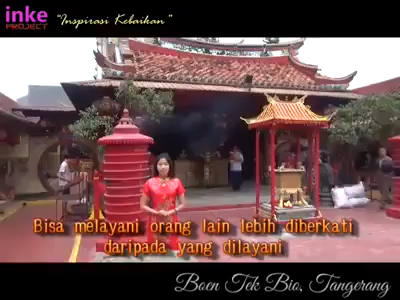 inke
PROJECT
"Inspirasi Kebaikan"
Bisa melayani orang lain lebih diberkati
daripada yang dilayani
Boen Tek Bio, Tangerang